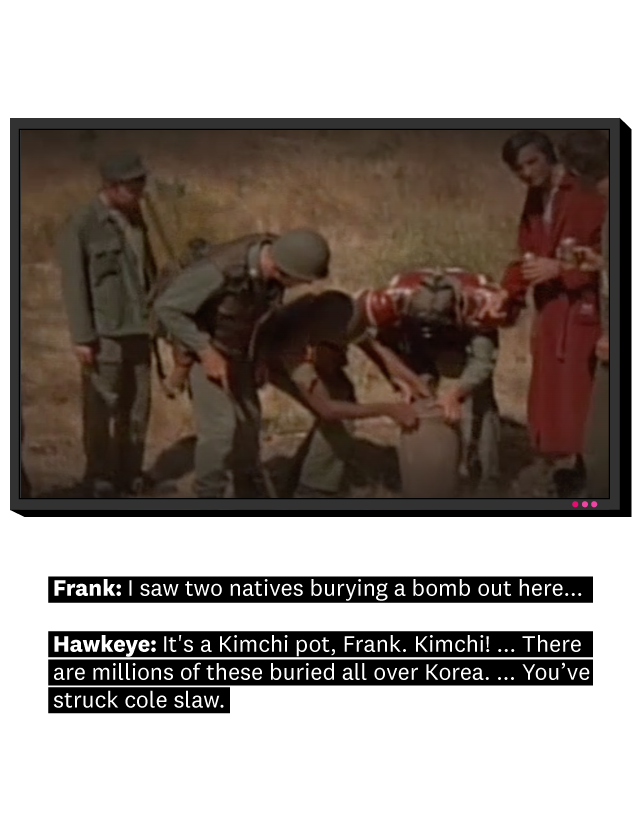 Frank: I saw two natives burying a bomb out here...
Hawkeye: It's a Kimchi pot, Frank. Kimchi! ... There
are millions of these buried all over Korea. ... You’ve
struck cole slaw.